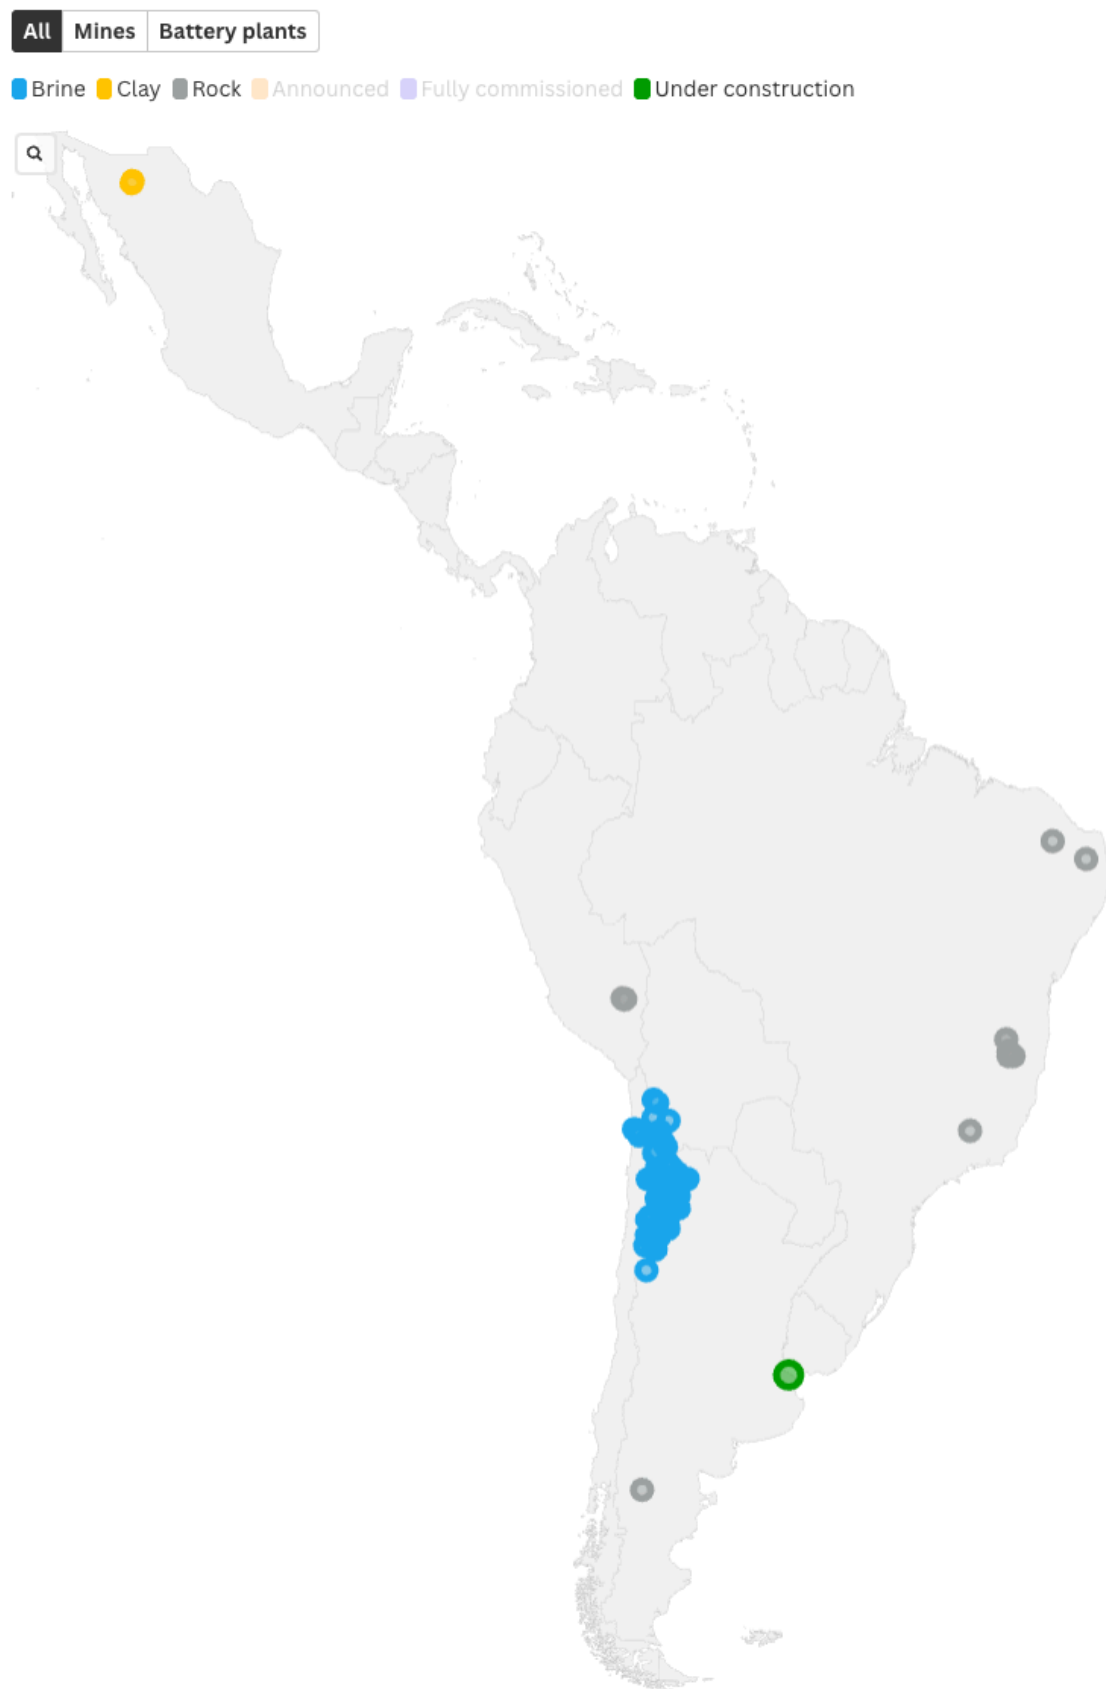 All Mines Battery plants
Brine Clay Rock Announced Fully commissioned Under construction